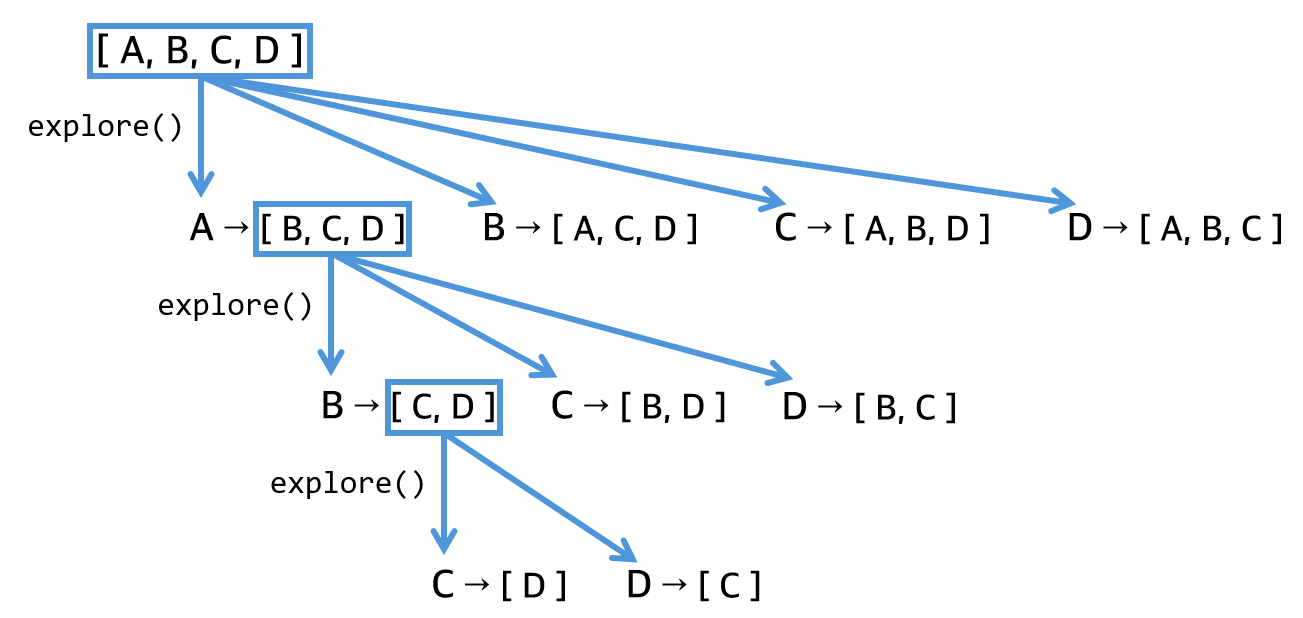 [ A, B, C, D ]
explore()
A → [ B, C, D ] B → [ A, C, D ] C → [ A, B, D ] D → [ A, B, C ]
explore()
B → [ C, D ] C → [ B, D ] D → [ B, C ]
explore()
C → [ D ] D → [ C ]